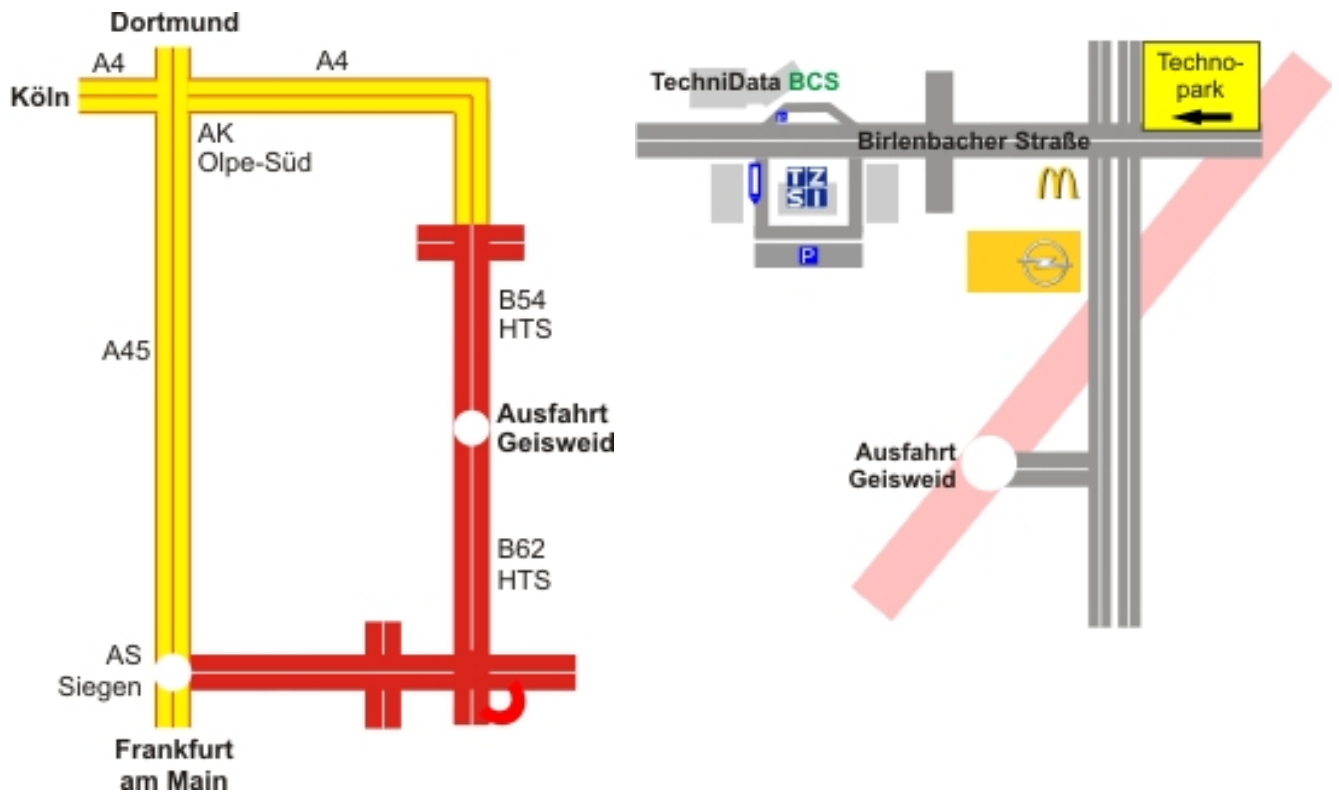 Dortmund
A4
A4
Köln
AK
Olpe-Süd
B54
HTS
A45
Ausfahrt
Geisweid
B62
HTS
AS
Siegen
Frankfurt
am Main
TechniData BCS
Techno-
park
Birlenbacher Straße
TZ
SI
P
Ausfahrt
Geisweid